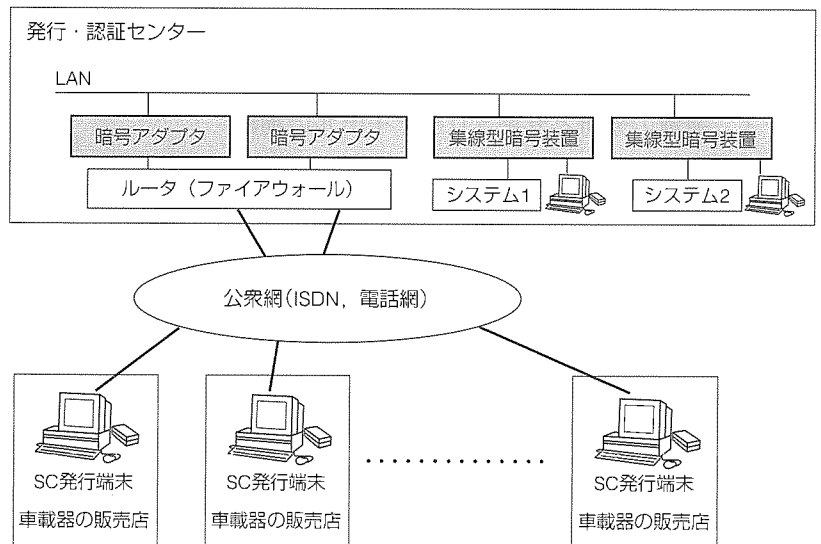 発行・認証センター
LAN
暗号アダプタ 暗号アダプタ 集線型暗号装置 集線型暗号装置
ルータ（ファイアウォール） システム1 システム2
公衆網(ISDN，電話網)
SC発行端末 SC発行端末 SC発行端末
車載器の販売店 車載器の販売店 車載器の販売店